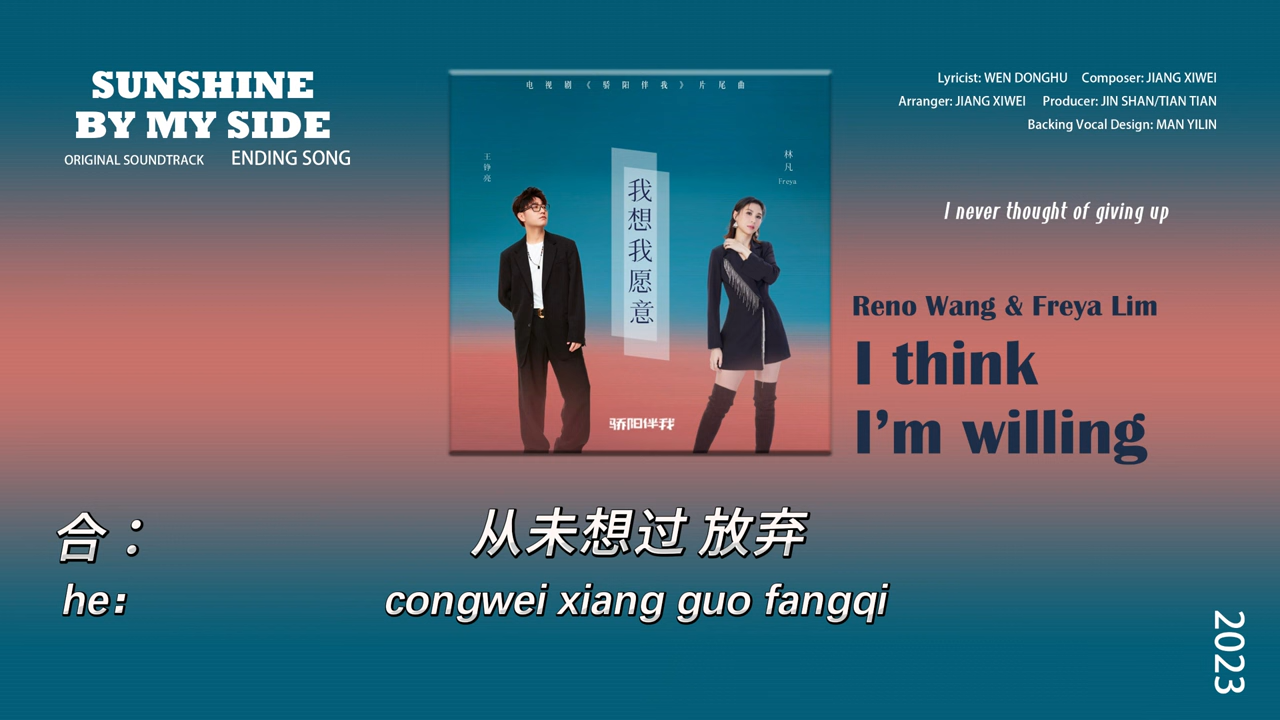 SUNSHINE
BY MY SIDE
ORIGINAL SOUNDTRACK ENDING SONG
电视剧《骄阳伴我》片尾曲
王铮亮
林凡
Freya
我想我愿意
骄阳伴我
Lyricist: WEN DONGHU Composer: JIANG XIWEI
Arranger: JIANG XIWEI Producer: JIN SHAN/TIAN TIAN
Backing Vocal Design: MAN YILIN
I never thought of giving up
Reno Wang & Freya Lim
I think
I’m willing
合： 从未想过 放弃
he： congwei xiang guo fangqi
2023